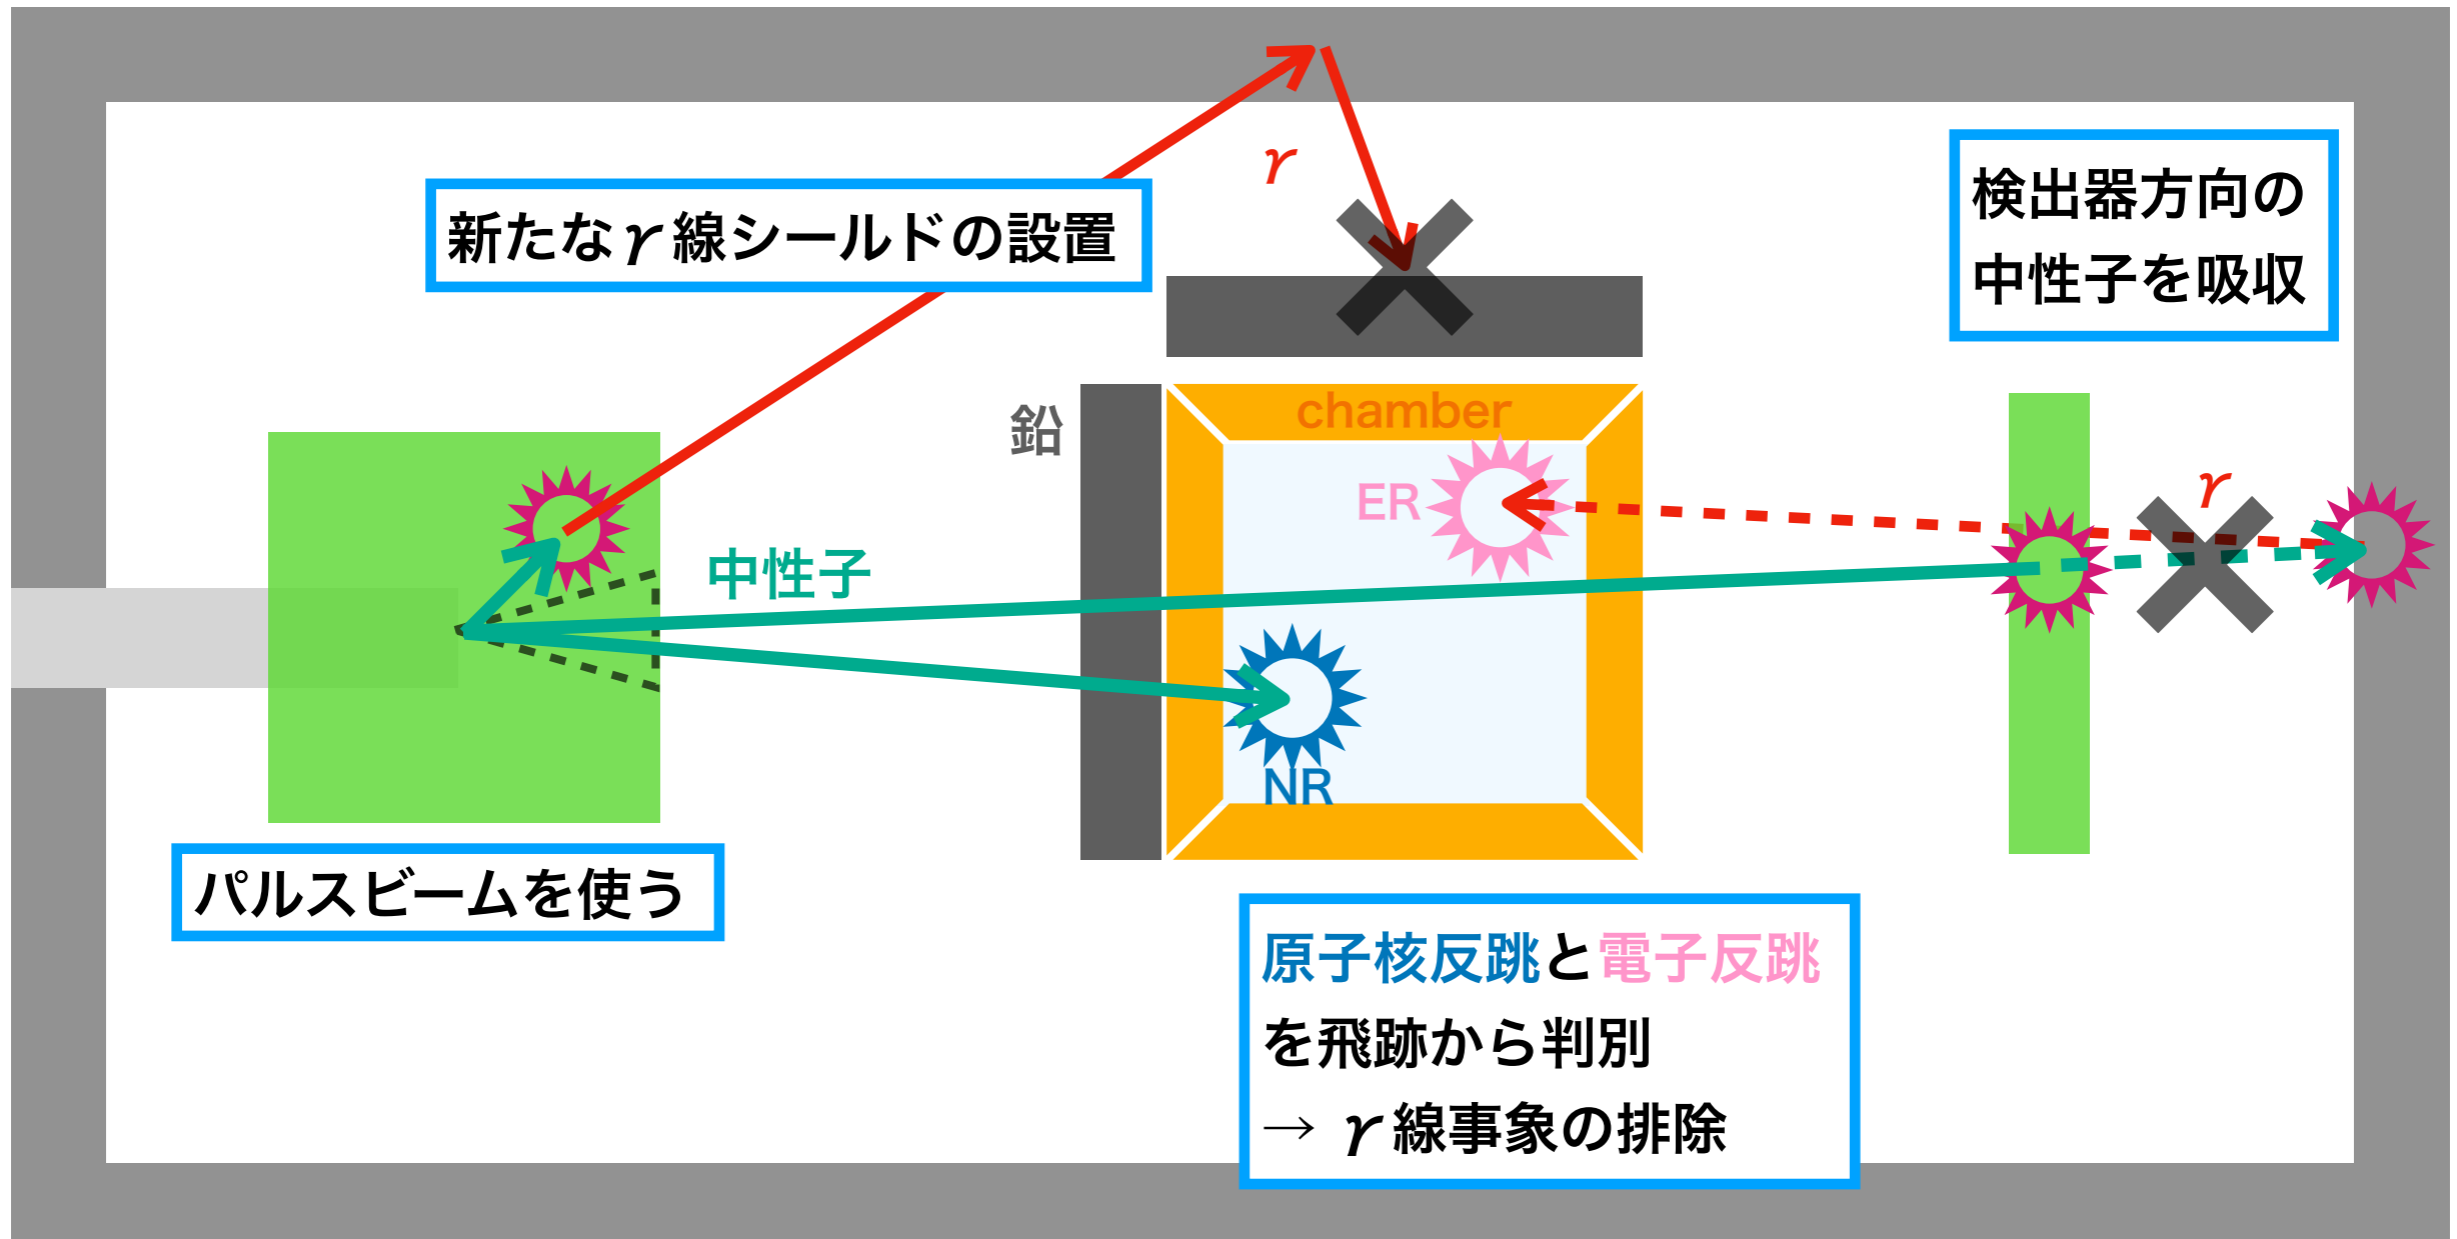 γ
新たなγ線シールドの設置
検出器方向の
中性子を吸収
鉛
chamber
ER
γ
中性子
NR
パルスビームを使う
原子核反跳と電子反跳
を飛跡から判別
→ γ線事象の排除